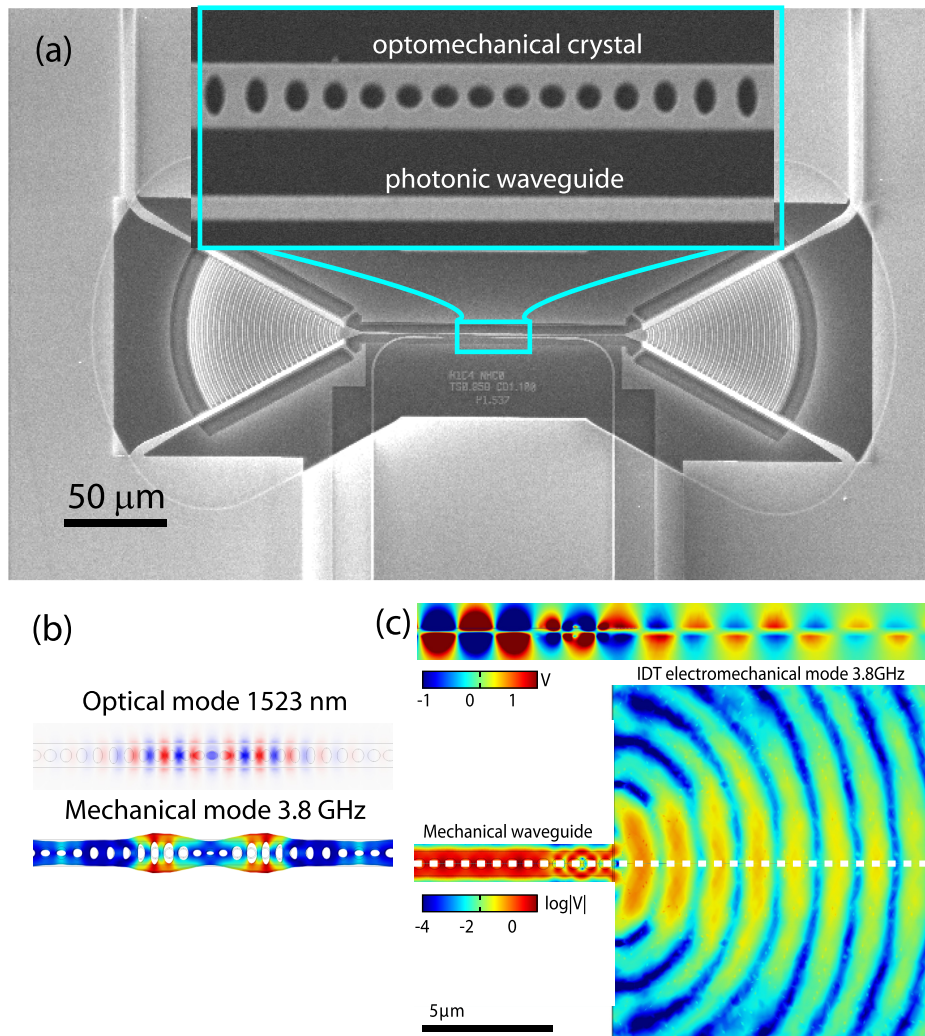 (a)
optomechanical crystal
photonic waveguide
50 μm
(b)
Optical mode 1523 nm
Mechanical mode 3.8 GHz
(c)
-1 0 1 V
IDT electromechanical mode 3.8GHz
Mechanical waveguide
log|V|
-4 -2 0
5μm